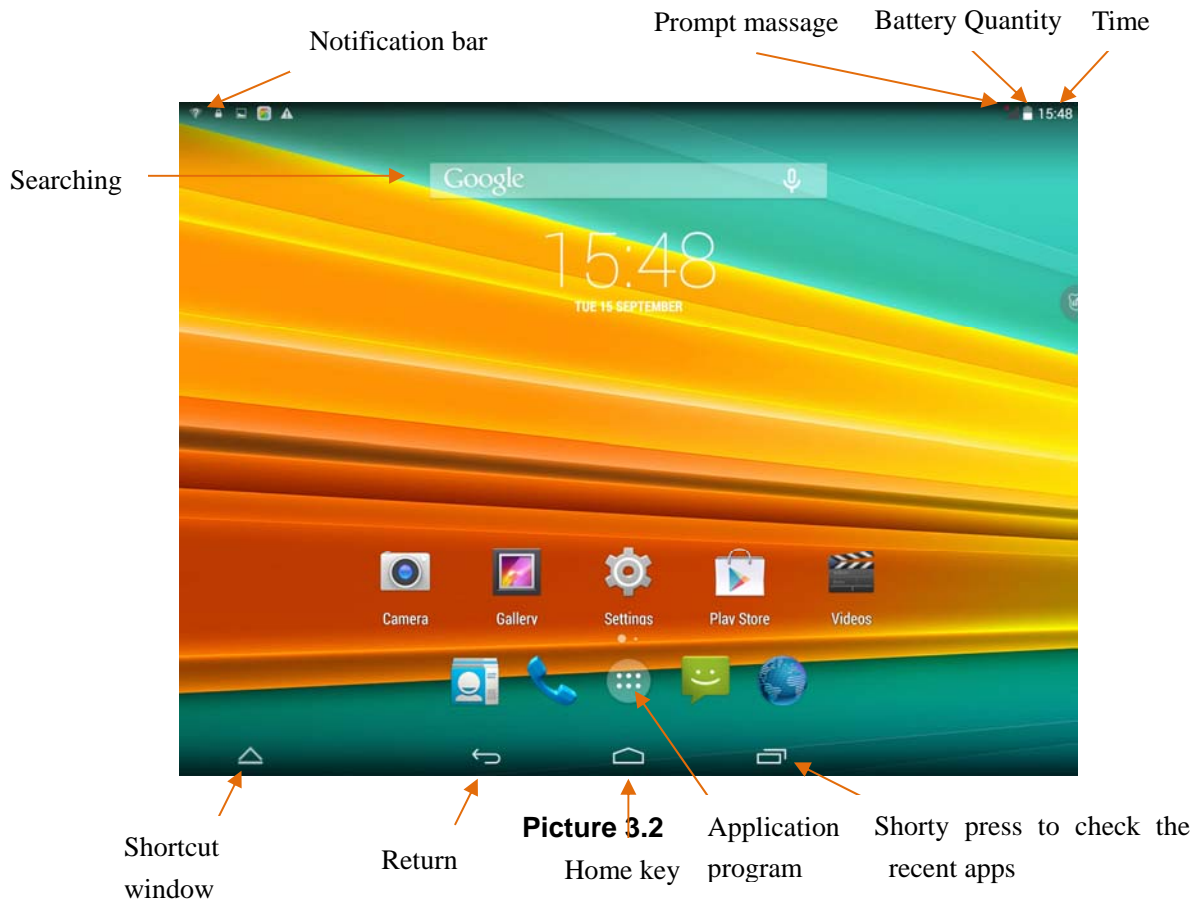 Prompt massage Battery Quantity Time
Notification bar
15:48
Searching
Google
15:48
TUE 15 SEPTEMBER
Camera Gallery Settings Play Store Videos
Picture 3.2
Shortcut
window
Return
Home key
Application
program
Shorty press to check the
recent apps